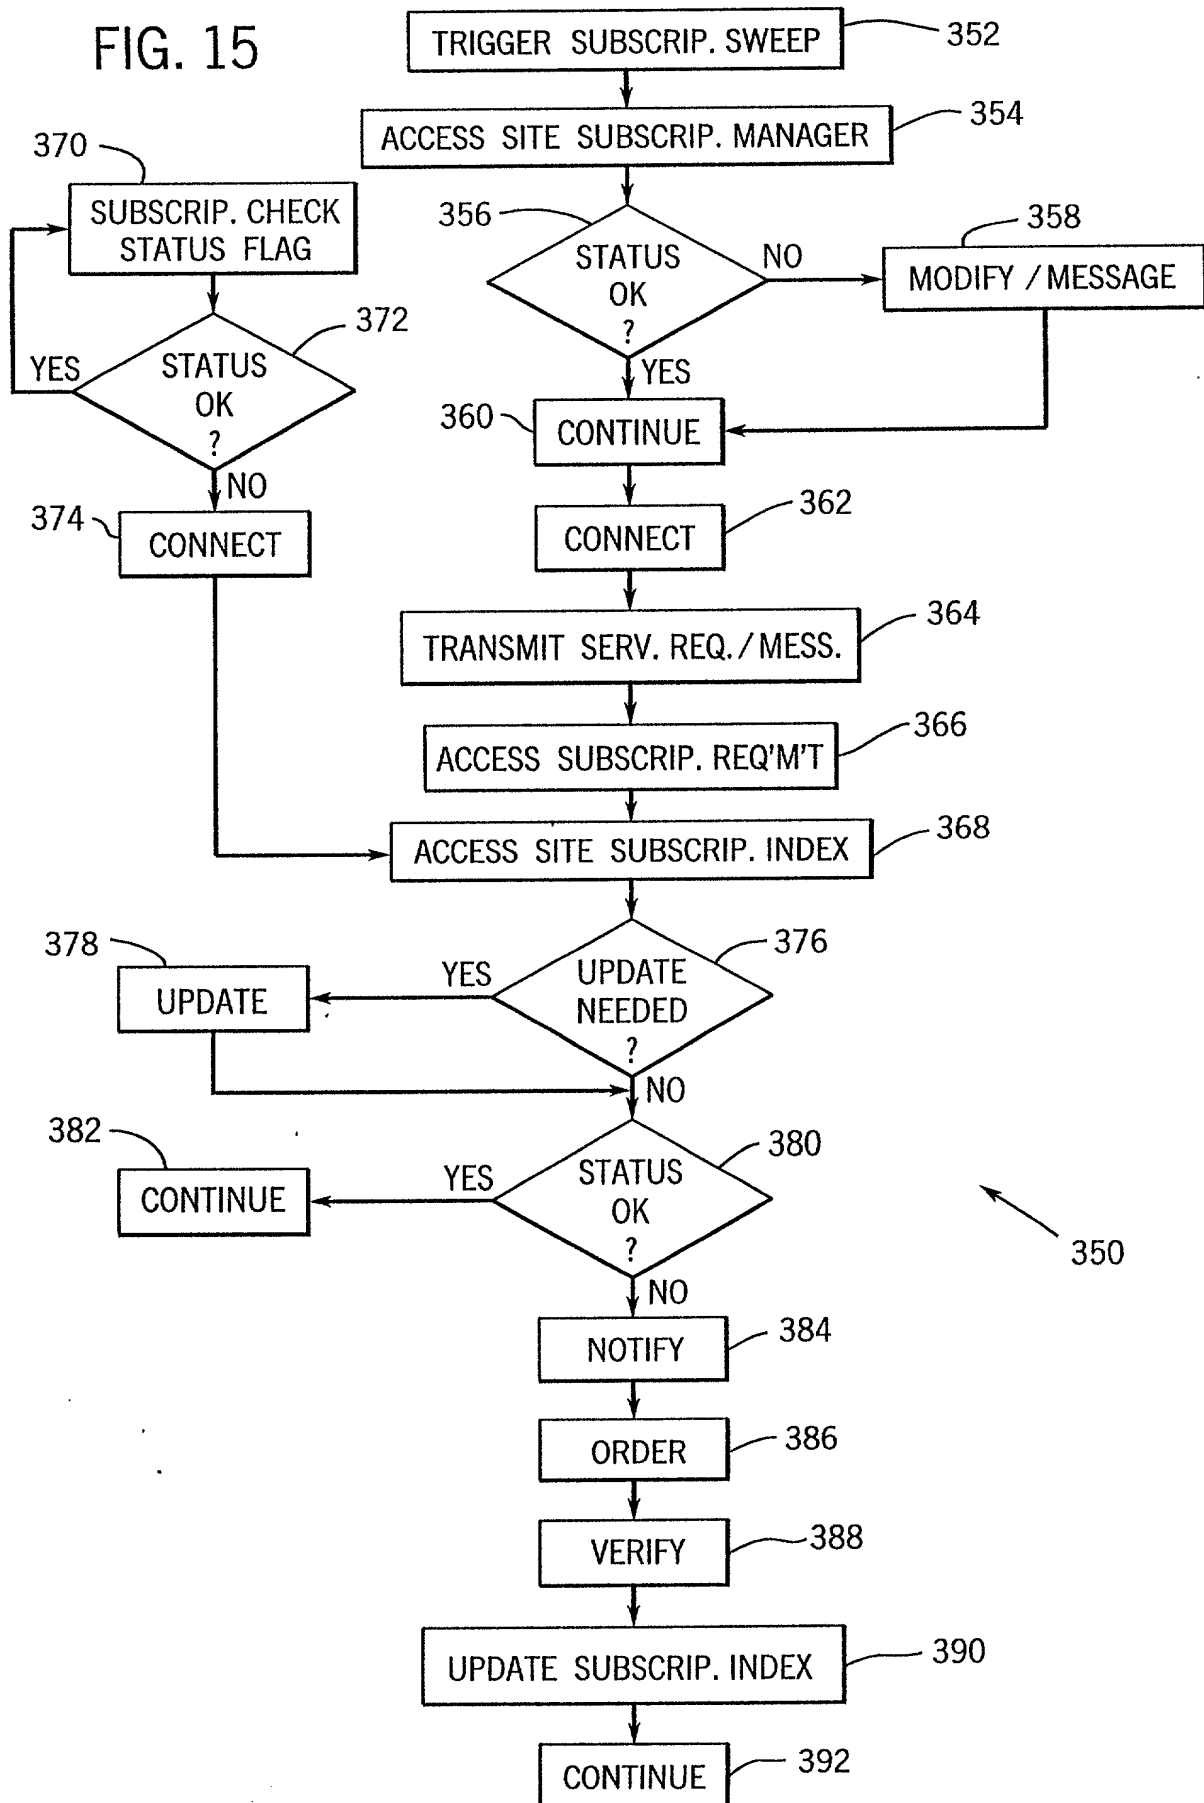 FIG. 15
TRIGGER SUBSCRIP. SWEEP
352
ACCESS SITE SUBSCRIP. MANAGER
354
370
SUBSCRIP. CHECK
STATUS FLAG
356
STATUS
OK
?
NO
358
MODIFY / MESSAGE
372
YES
STATUS
OK
?
YES
360
CONTINUE
NO
374
CONNECT
362
CONNECT
364
TRANSMIT SERV. REQ. / MESS.
366
ACCESS SUBSCRIP. REQ'M'T
368
ACCESS SITE SUBSCRIP. INDEX
378
UPDATE
YES
376
UPDATE
NEEDED
?
NO
382
CONTINUE
YES
380
STATUS
OK
?
350
NO
NOTIFY
384
ORDER
386
VERIFY
388
UPDATE SUBSCRIP. INDEX
390
CONTINUE
392